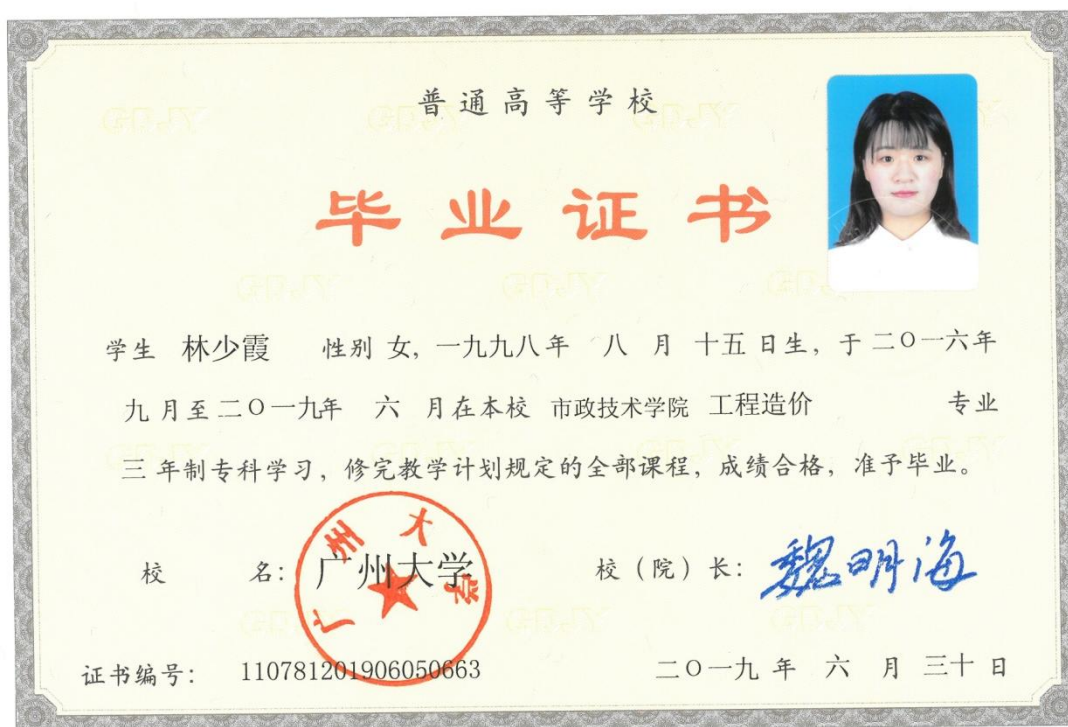 普通高等学校
毕业证书
学生 林少霞 性别 女, 一九九八年 八 月 十五 日生, 于 二〇一六年
九 月至 二〇一九年 六 月在本校 市政技术学院 工程造价 专业
三 年制专科学习, 修完教学计划规定的全部课程, 成绩合格, 准予毕业。
广州大学
校 名: 广州大学 校 (院) 长: 魏明海
证书编号: 110781201906050663 二〇一九 年 六 月 三十 日